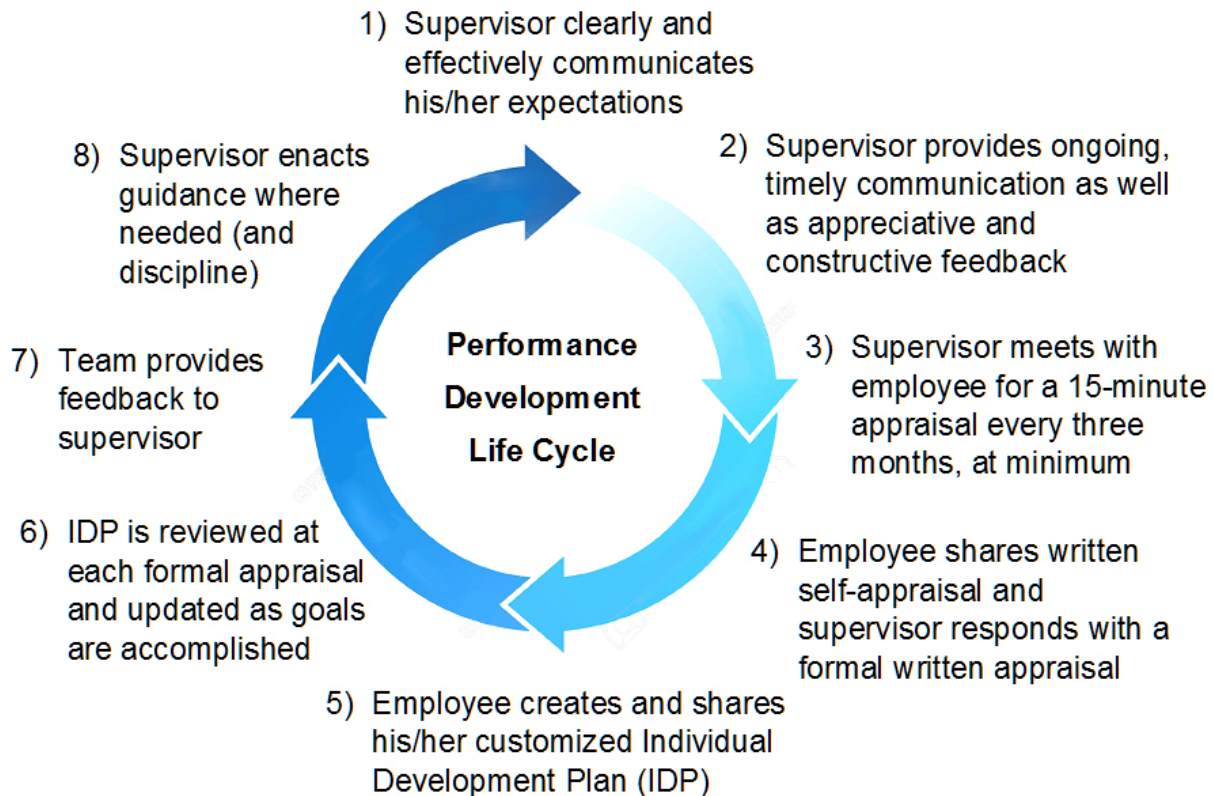 1) Supervisor clearly and
effectively communicates
his/her expectations
2) Supervisor provides ongoing,
timely communication as well
as appreciative and
constructive feedback
3) Supervisor meets with
employee for a 15-minute
appraisal every three
months, at minimum
4) Employee shares written
self-appraisal and
supervisor responds with a
formal written appraisal
5) Employee creates and shares
his/her customized Individual
Development Plan (IDP)
6) IDP is reviewed at
each formal appraisal
and updated as goals
are accomplished
7) Team provides
feedback to
supervisor
8) Supervisor enacts
guidance where
needed (and
discipline)
Performance
Development
Life Cycle